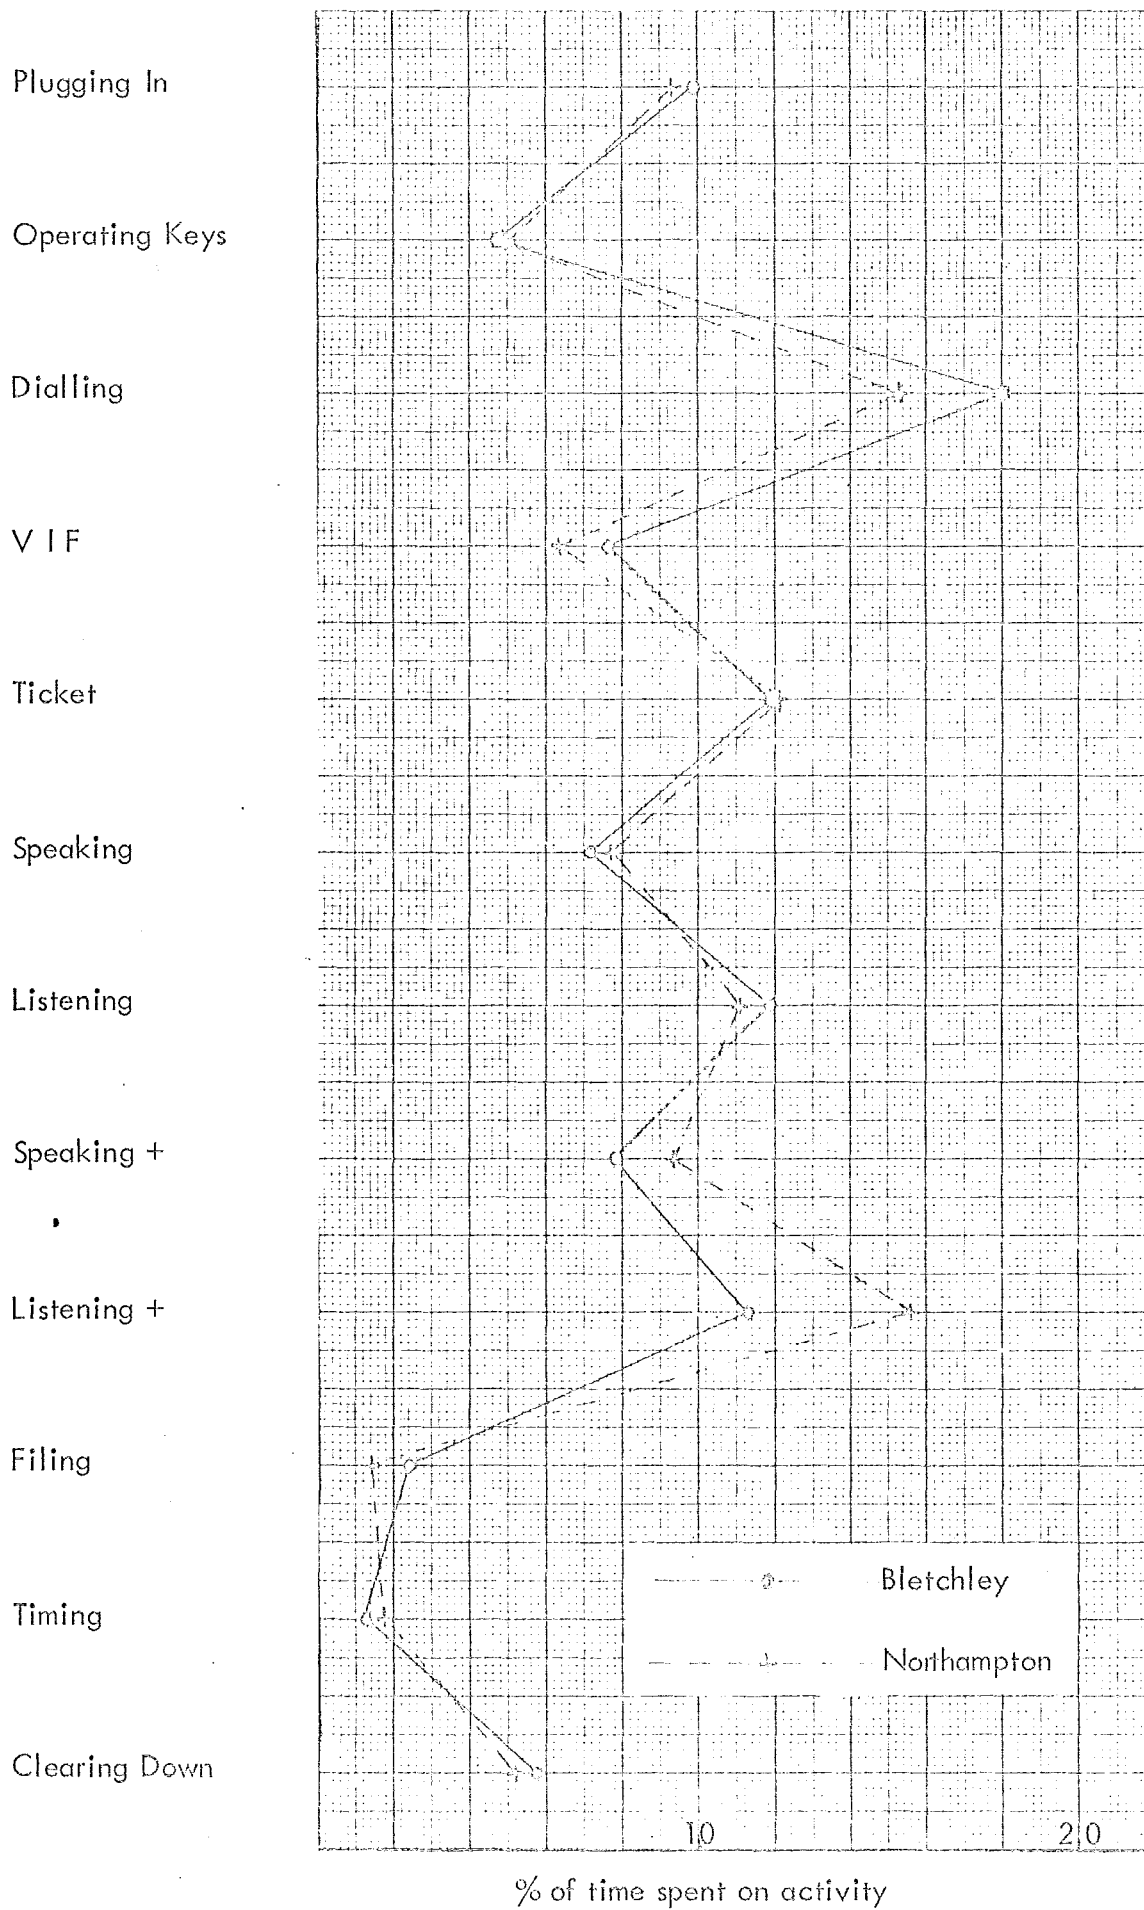 Plugging In
Operating Keys
Dialling
V I F
Ticket
Speaking
Listening
Speaking +
Listening +
Filing
Timing
Clearing Down
Bletchley
Northampton
10
20
% of time spent on activity